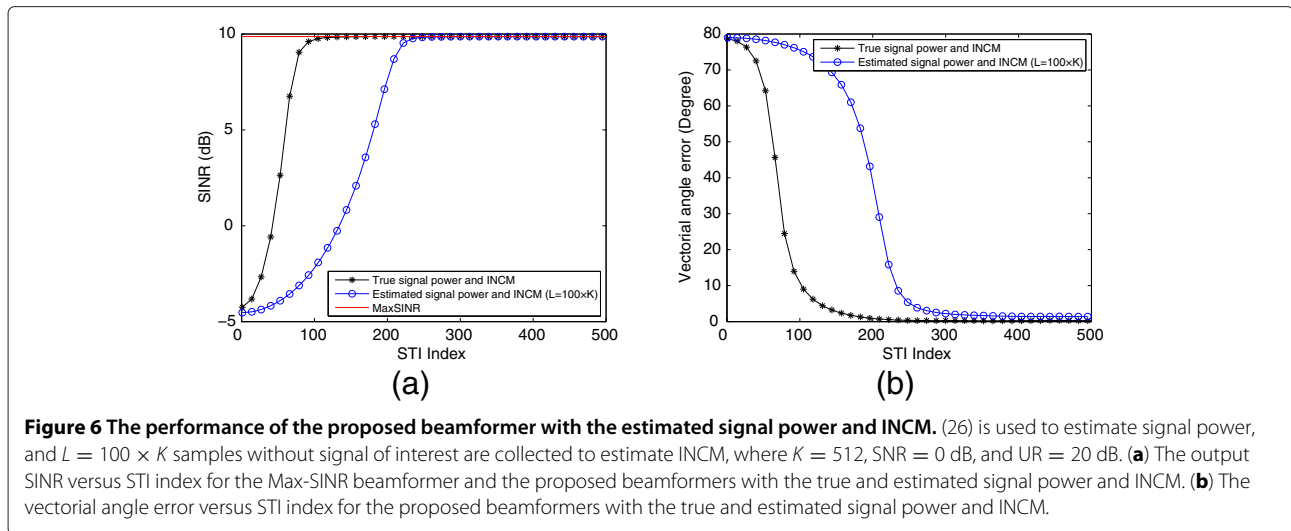 10
5
0
−5
SINR (dB)
0 100 200 300 400 500
STI Index
True signal power and INCM
Estimated signal power and INCM (L=100×K)
MaxSINR
(a)
80
70
60
50
40
30
20
10
0
Vectorial angle error (Degree)
0 100 200 300 400 500
STI Index
True signal power and INCM
Estimated signal power and INCM (L=100×K)
(b)
Figure 6 The performance of the proposed beamformer with the estimated signal power and INCM. (26) is used to estimate signal power,
and L = 100 × K samples without signal of interest are collected to estimate INCM, where K = 512, SNR = 0 dB, and UR = 20 dB. (a) The output
SINR versus STI index for the Max-SINR beamformer and the proposed beamformers with the true and estimated signal power and INCM. (b) The
vectorial angle error versus STI index for the proposed beamformers with the true and estimated signal power and INCM.